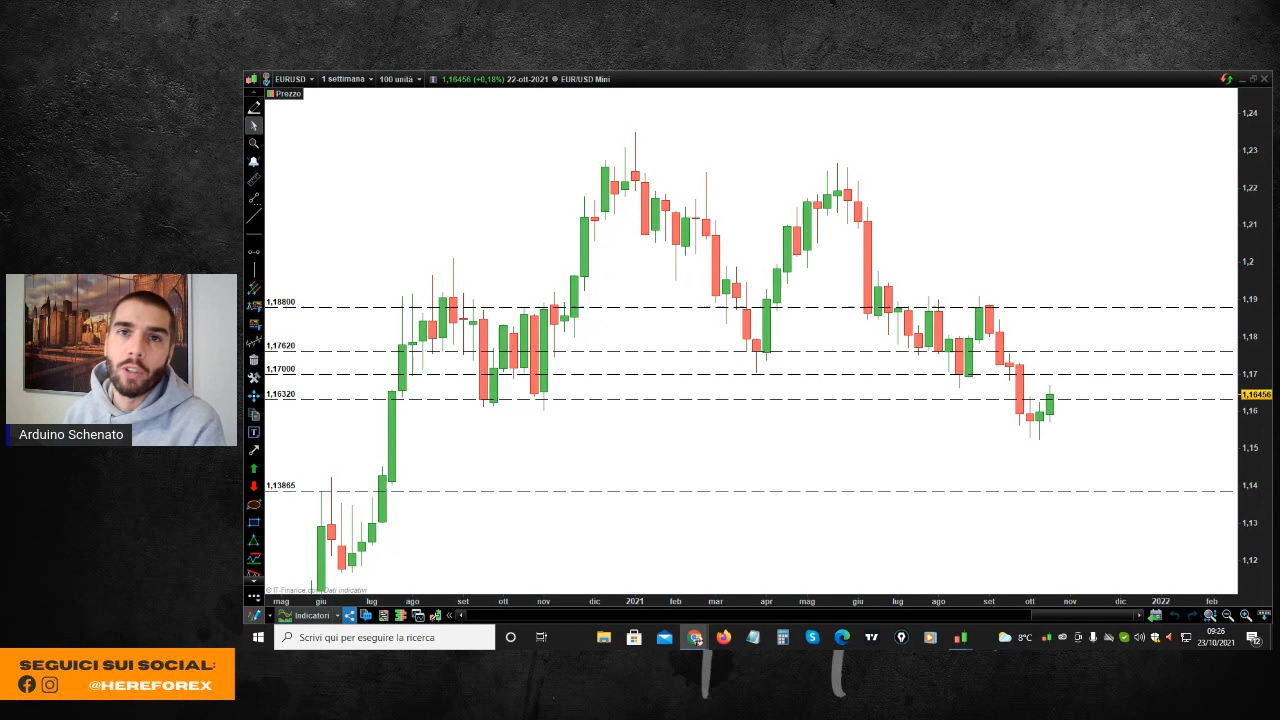 EURUSD 1 settimana 100 unità 1,16456 (+0,18%) 22-ott-2021 EUR/USD Mini
Prezzo
1,24
1,23
1,22
1,21
1,2
1,19
1,18
1,17
1,16456
1,16
1,15
1,14
1,13
1,12
1,18800
1,17620
1,17000
1,16320
1,13865
Arduino Schenato
© IT-Finance.com Dati indicativi
mag giu lug ago set ott nov dic 2021 feb mar apr mag giu lug ago set ott nov dic 2022 feb
Indicatori
Scrivi qui per eseguire la ricerca
8°C
09:26
23/10/2021
SEGUICI SUI SOCIAL:
@HEREFOREX